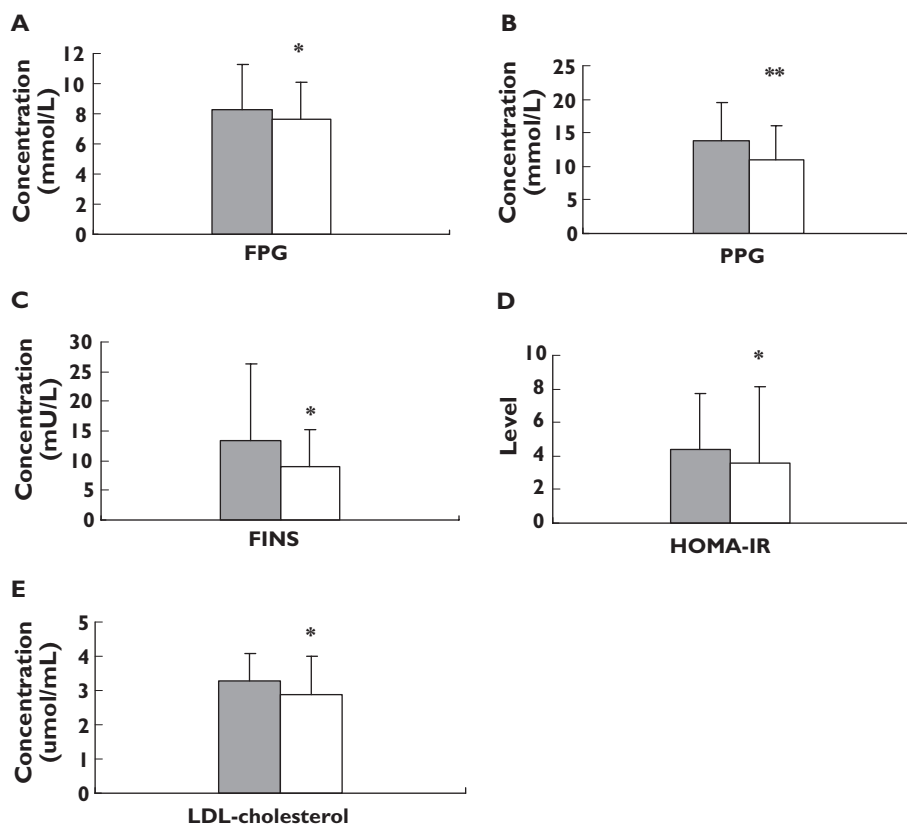 A
Concentration
(mmol/L)
12
10
8
6
4
2
0
*
FPG
B
Concentration
(mmol/L)
25
20
15
10
5
0
**
PPG
C
Concentration
(mU/L)
30
25
20
15
10
5
0
*
FINS
D
Level
10
8
6
4
2
0
*
HOMA-IR
E
Concentration
(umol/mL)
5
4
3
2
1
0
*
LDL-cholesterol